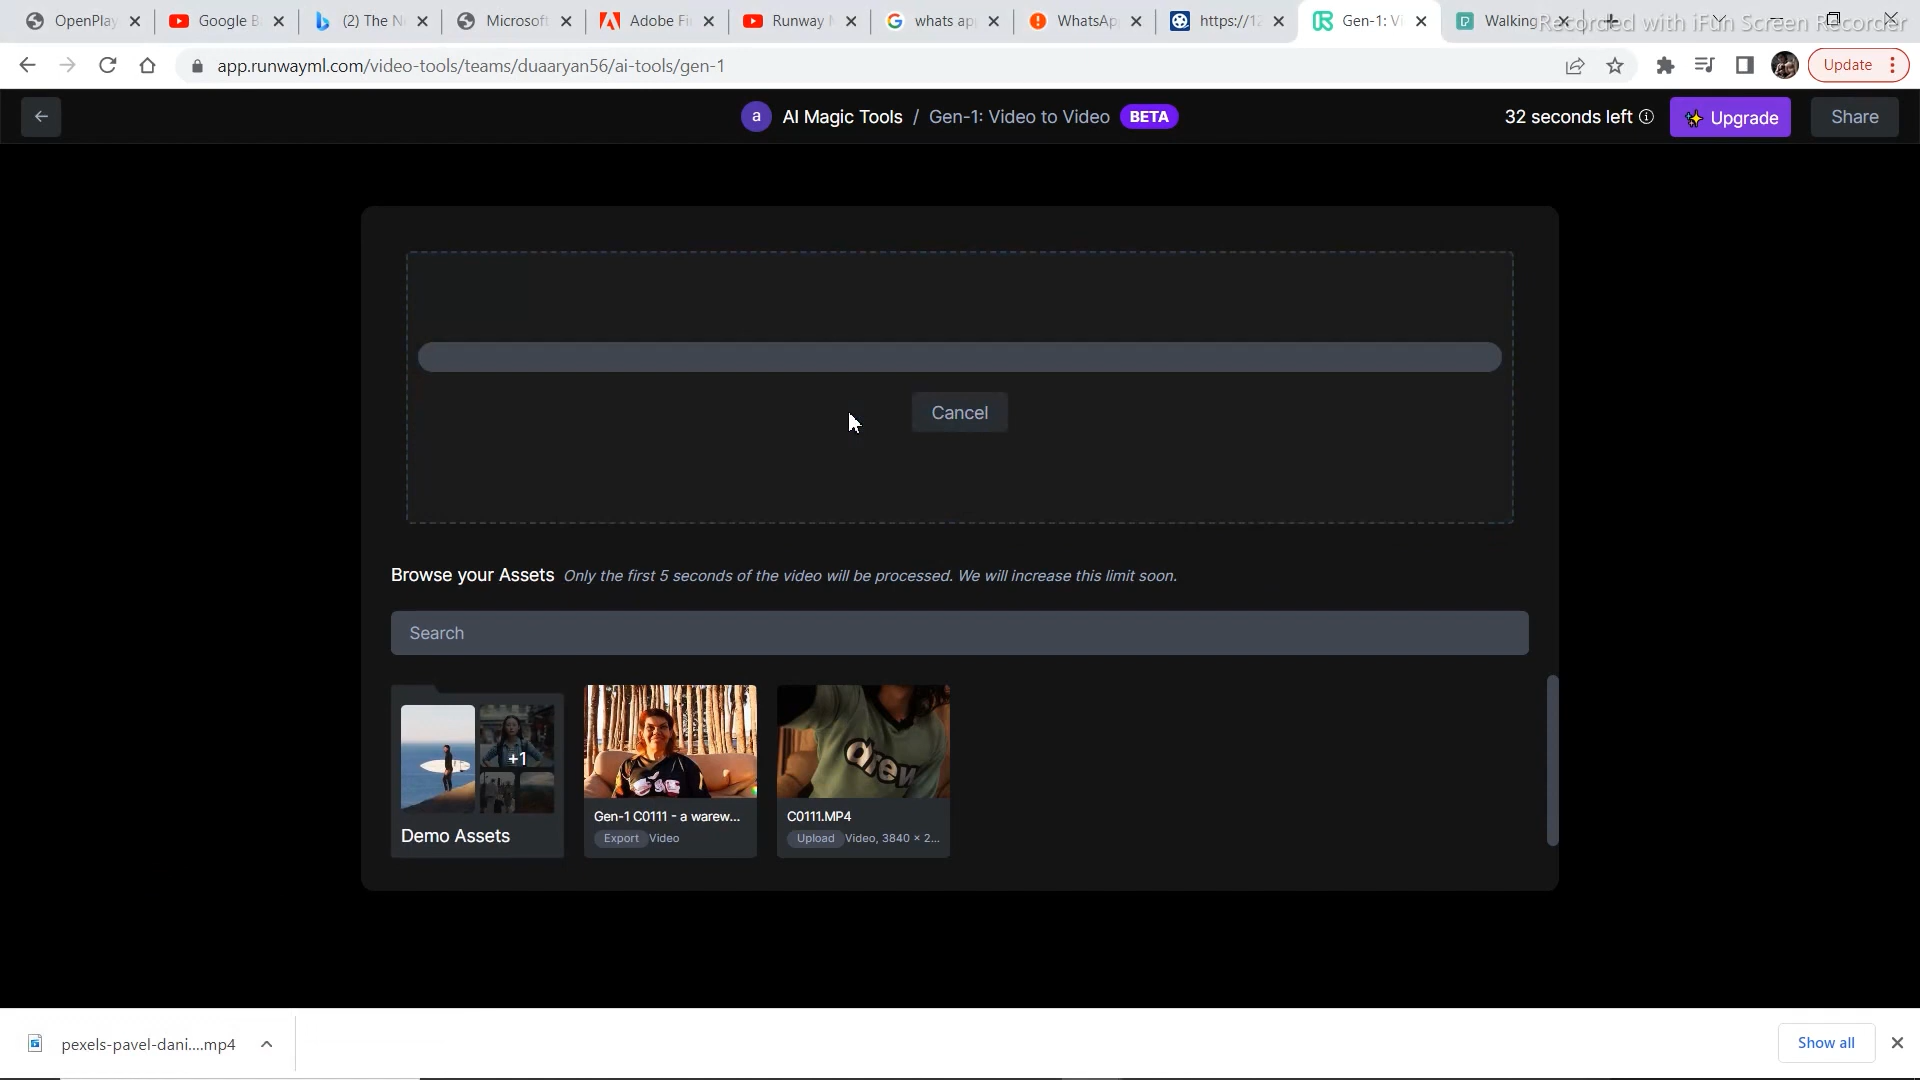 OpenPlay
Google B
(2) The N
Microsoft
Adobe Fi
Runway
whats ap
WhatsAp
https://12
Gen-1: Vi
Walking
Recorded with iFun Screen Recorder
app.runwayml.com/video-tools/teams/duaaryan56/ai-tools/gen-1
Update
a AI Magic Tools / Gen-1: Video to Video BETA
32 seconds left
Upgrade
Share
Cancel
Browse your Assets Only the first 5 seconds of the video will be processed. We will increase this limit soon.
Search
+1
drew
Demo Assets
Gen-1 C0111 - a warew...
Export Video
C0111.MP4
Upload Video, 3840 × 2...
pexels-pavel-dani....mp4
Show all